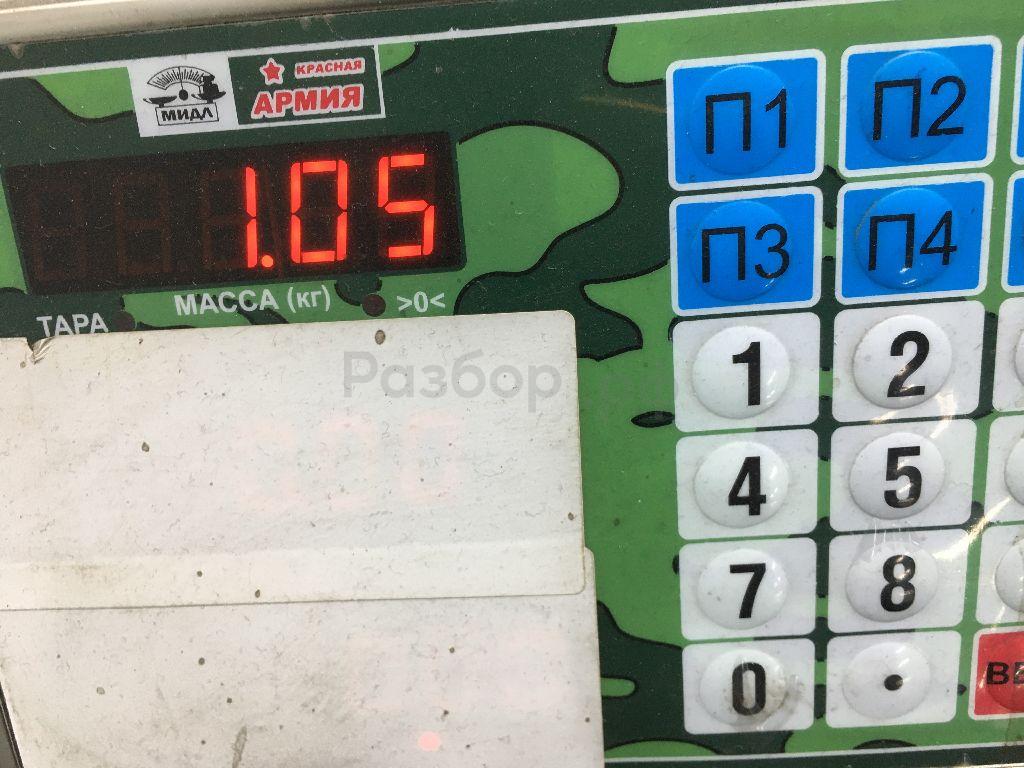 МИДЛ
КРАСНАЯ
АРМИЯ
1.05
ТАРА
МАССА (кг)
>0<
П1
П2
П3
П4
1
2
4
5
7
8
0
.
Разбор